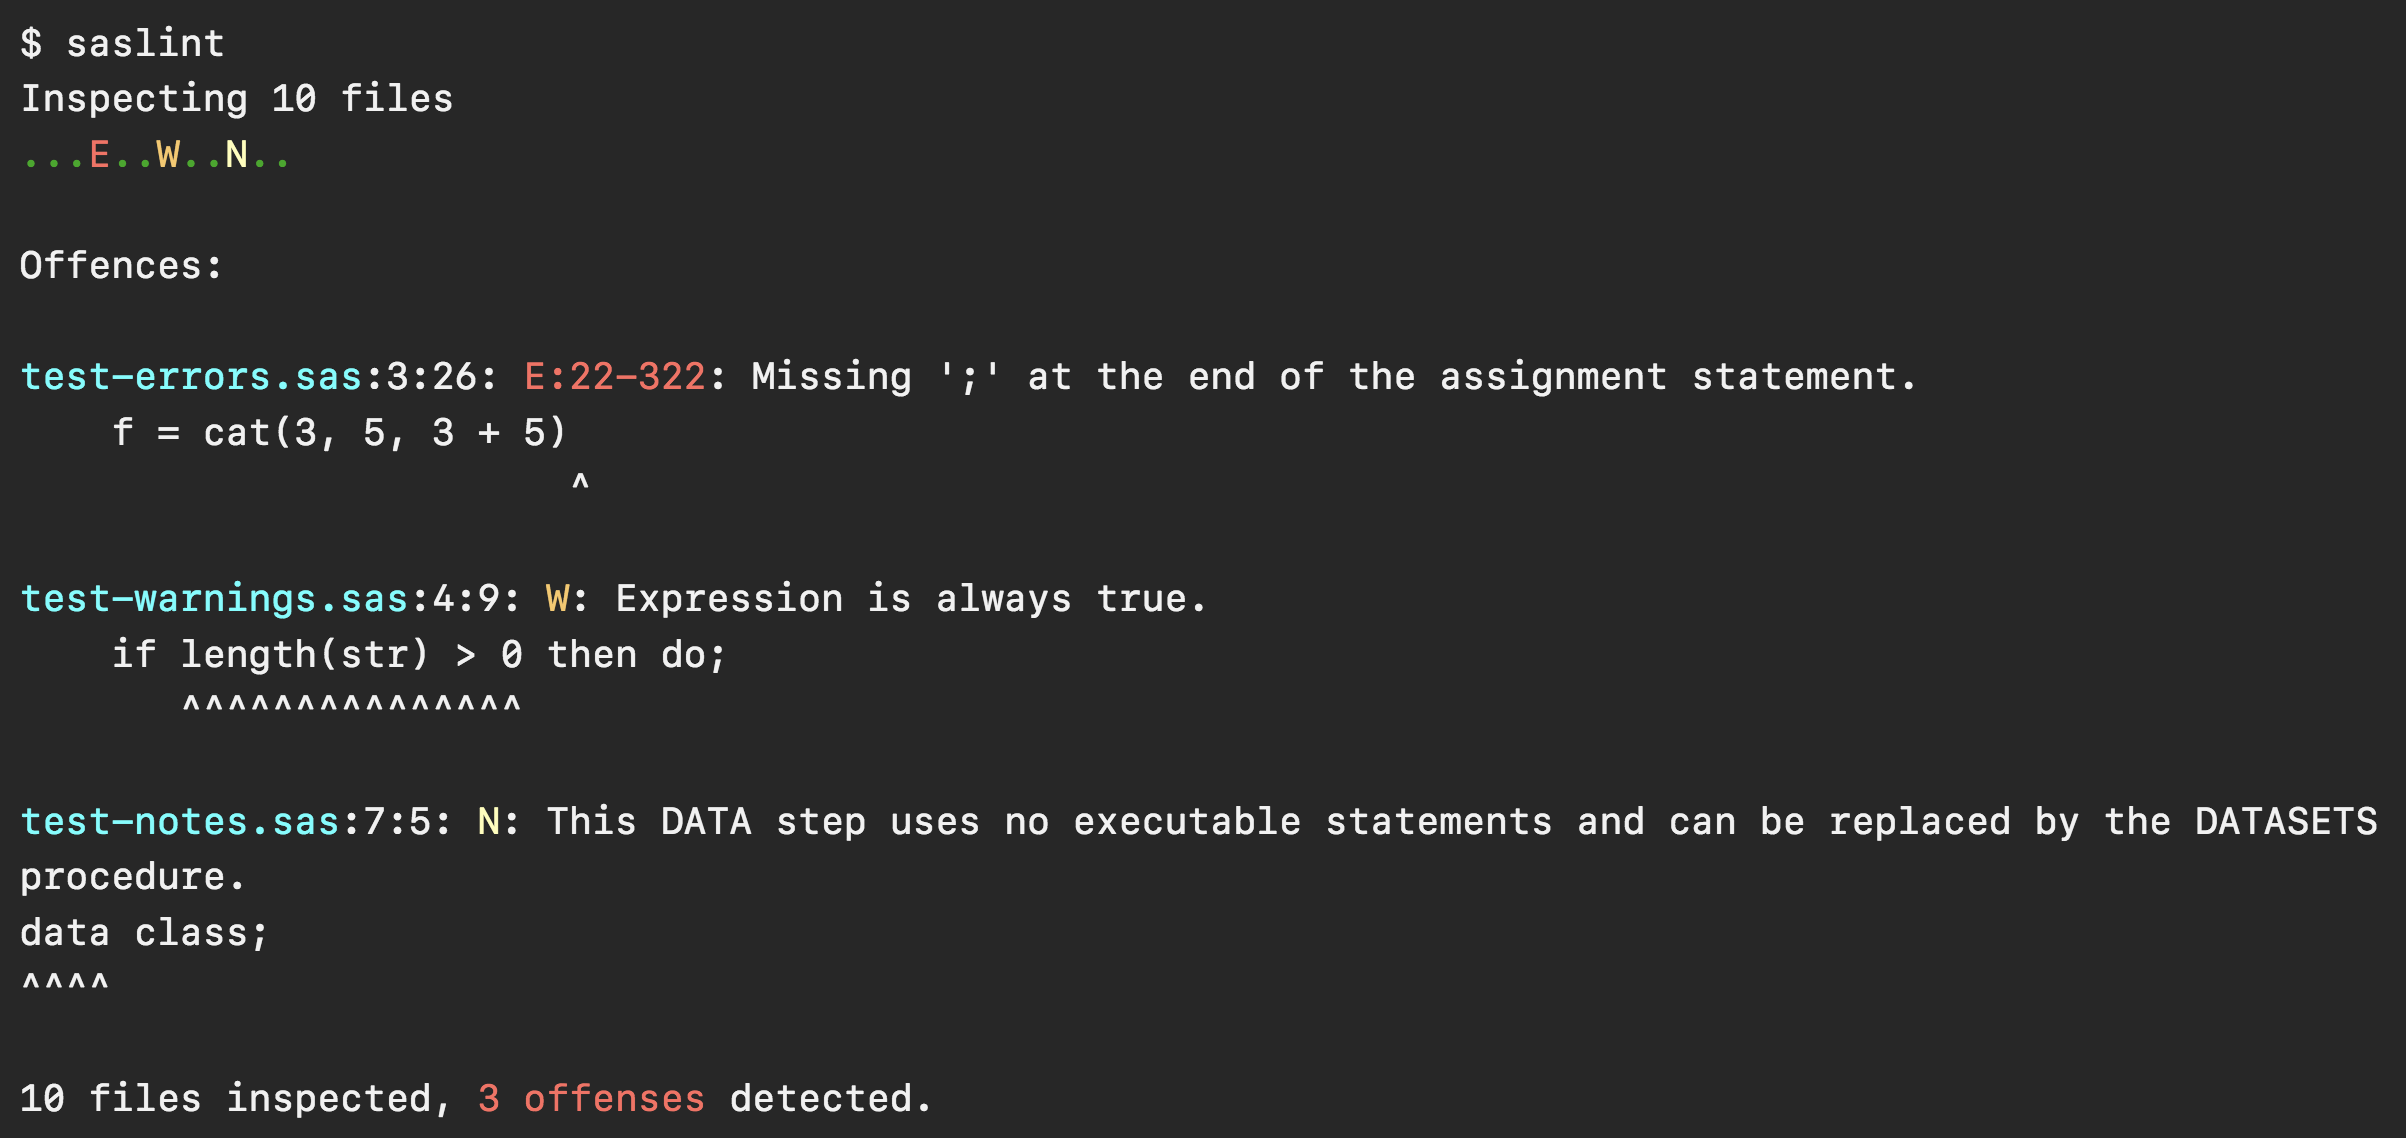 $ saslint
Inspecting 10 files
...E..W..N..

Offences:

test-errors.sas:3:26: E:22-322: Missing ';' at the end of the assignment statement.
    f = cat(3, 5, 3 + 5)
                        ^

test-warnings.sas:4:9: W: Expression is always true.
    if length(str) > 0 then do;
       ^^^^^^^^^^^^^^^

test-notes.sas:7:5: N: This DATA step uses no executable statements and can be replaced by the DATASETS
procedure.
data class;
^^^^

10 files inspected, 3 offenses detected.